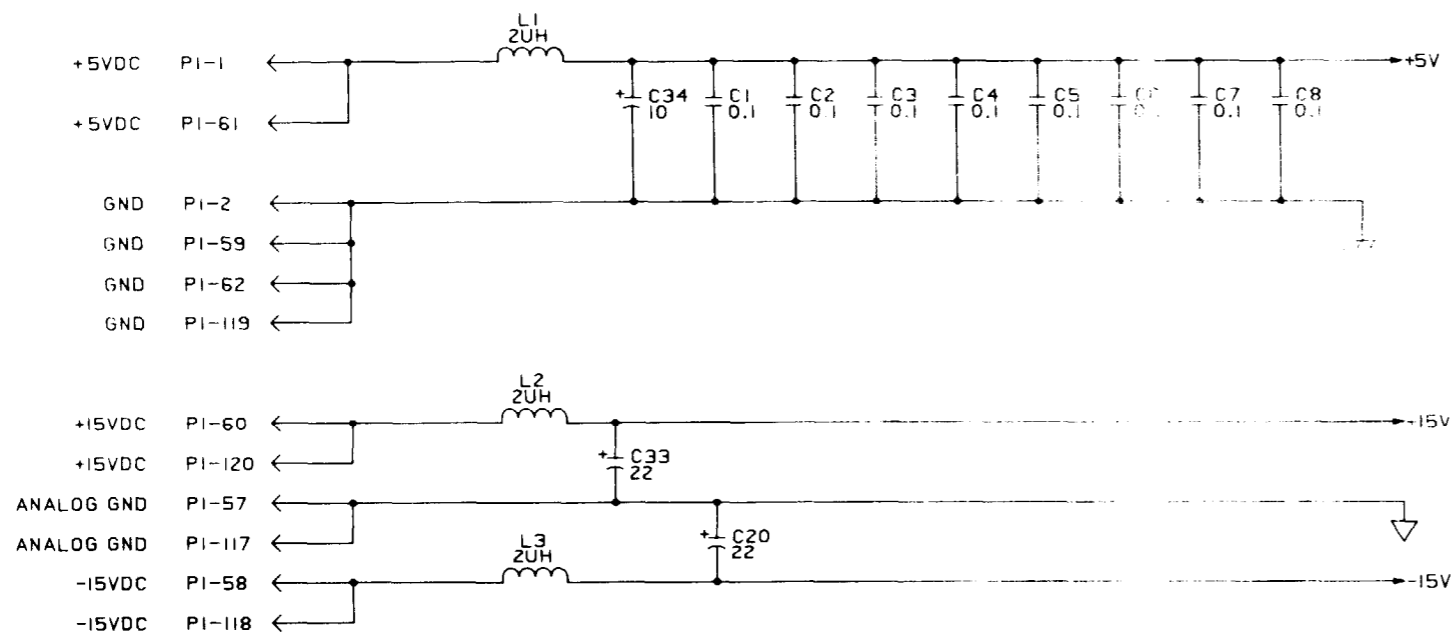 L1
2UH
+5VDC P1-1
+5V
C34
10
C1
0.1
C2
0.1
C3
0.1
C4
0.1
C5
0.1
C7
0.1
C8
0.1
+5VDC P1-61
GND P1-2
GND P1-59
GND P1-62
GND P1-119
L2
2UH
+15VDC P1-60
+15V
C33
22
+15VDC P1-120
ANALOG GND P1-57
C20
22
ANALOG GND P1-117
L3
2UH
-15VDC P1-58
-15V
-15VDC P1-118